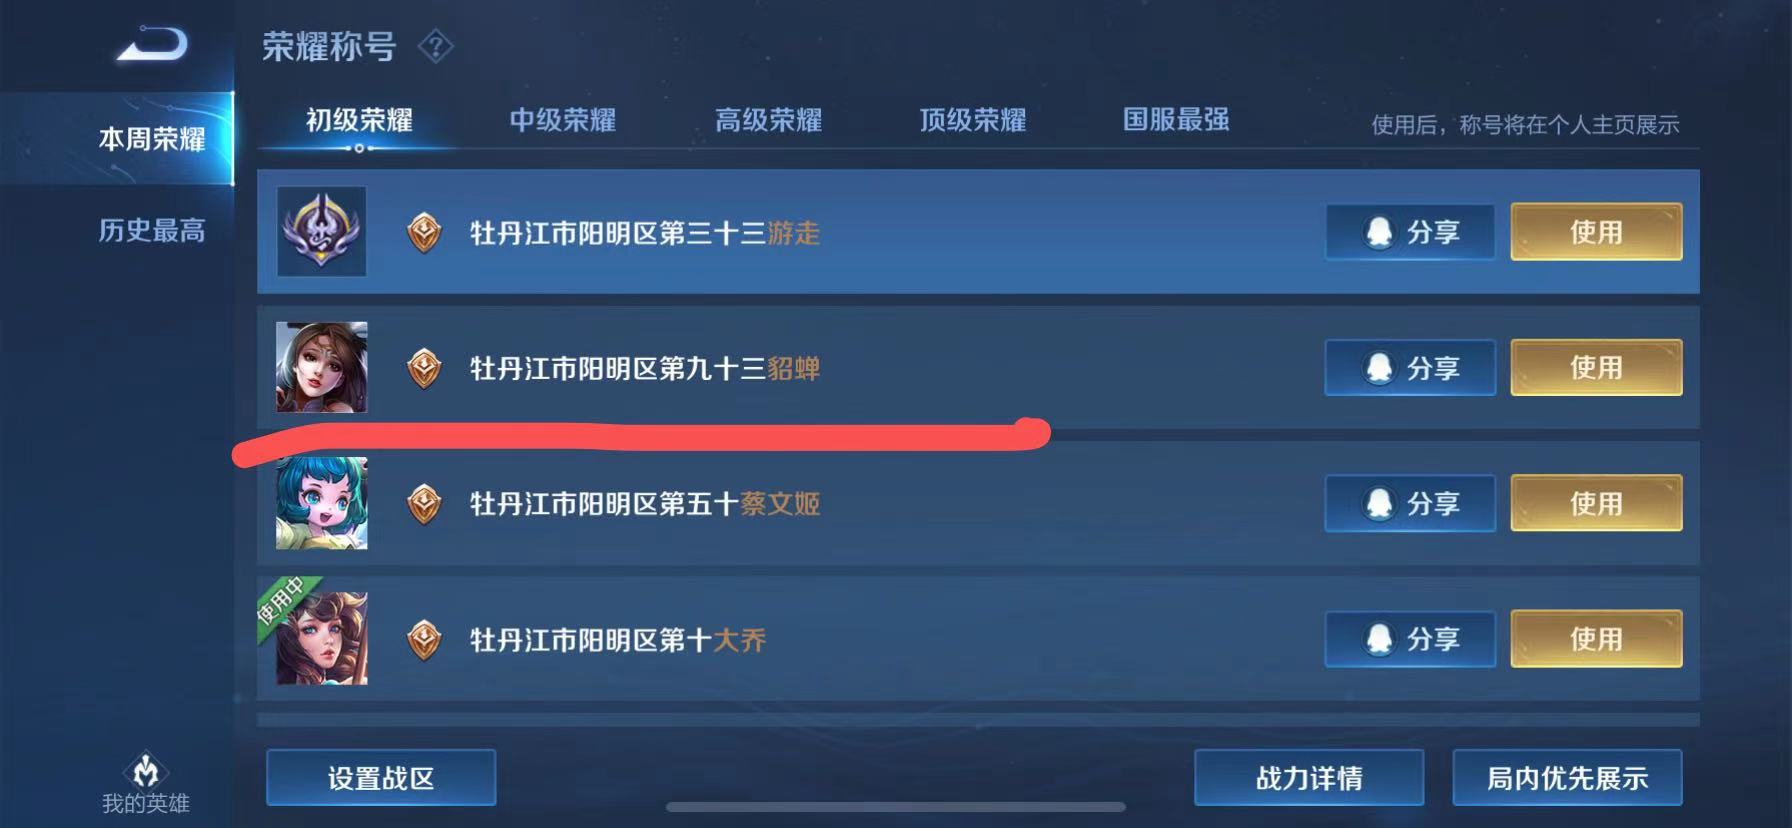 荣耀称号 ?
本周荣耀
历史最高
初级荣耀 中级荣耀 高级荣耀 顶级荣耀 国服最强 使用后，称号将在个人主页展示
牡丹江市阳明区第三十三游走 分享 使用
牡丹江市阳明区第九十三貂蝉 分享 使用
牡丹江市阳明区第五十蔡文姬 分享 使用
使用中
牡丹江市阳明区第十大乔 分享 使用
我的英雄
设置战区 战力详情 局内优先展示